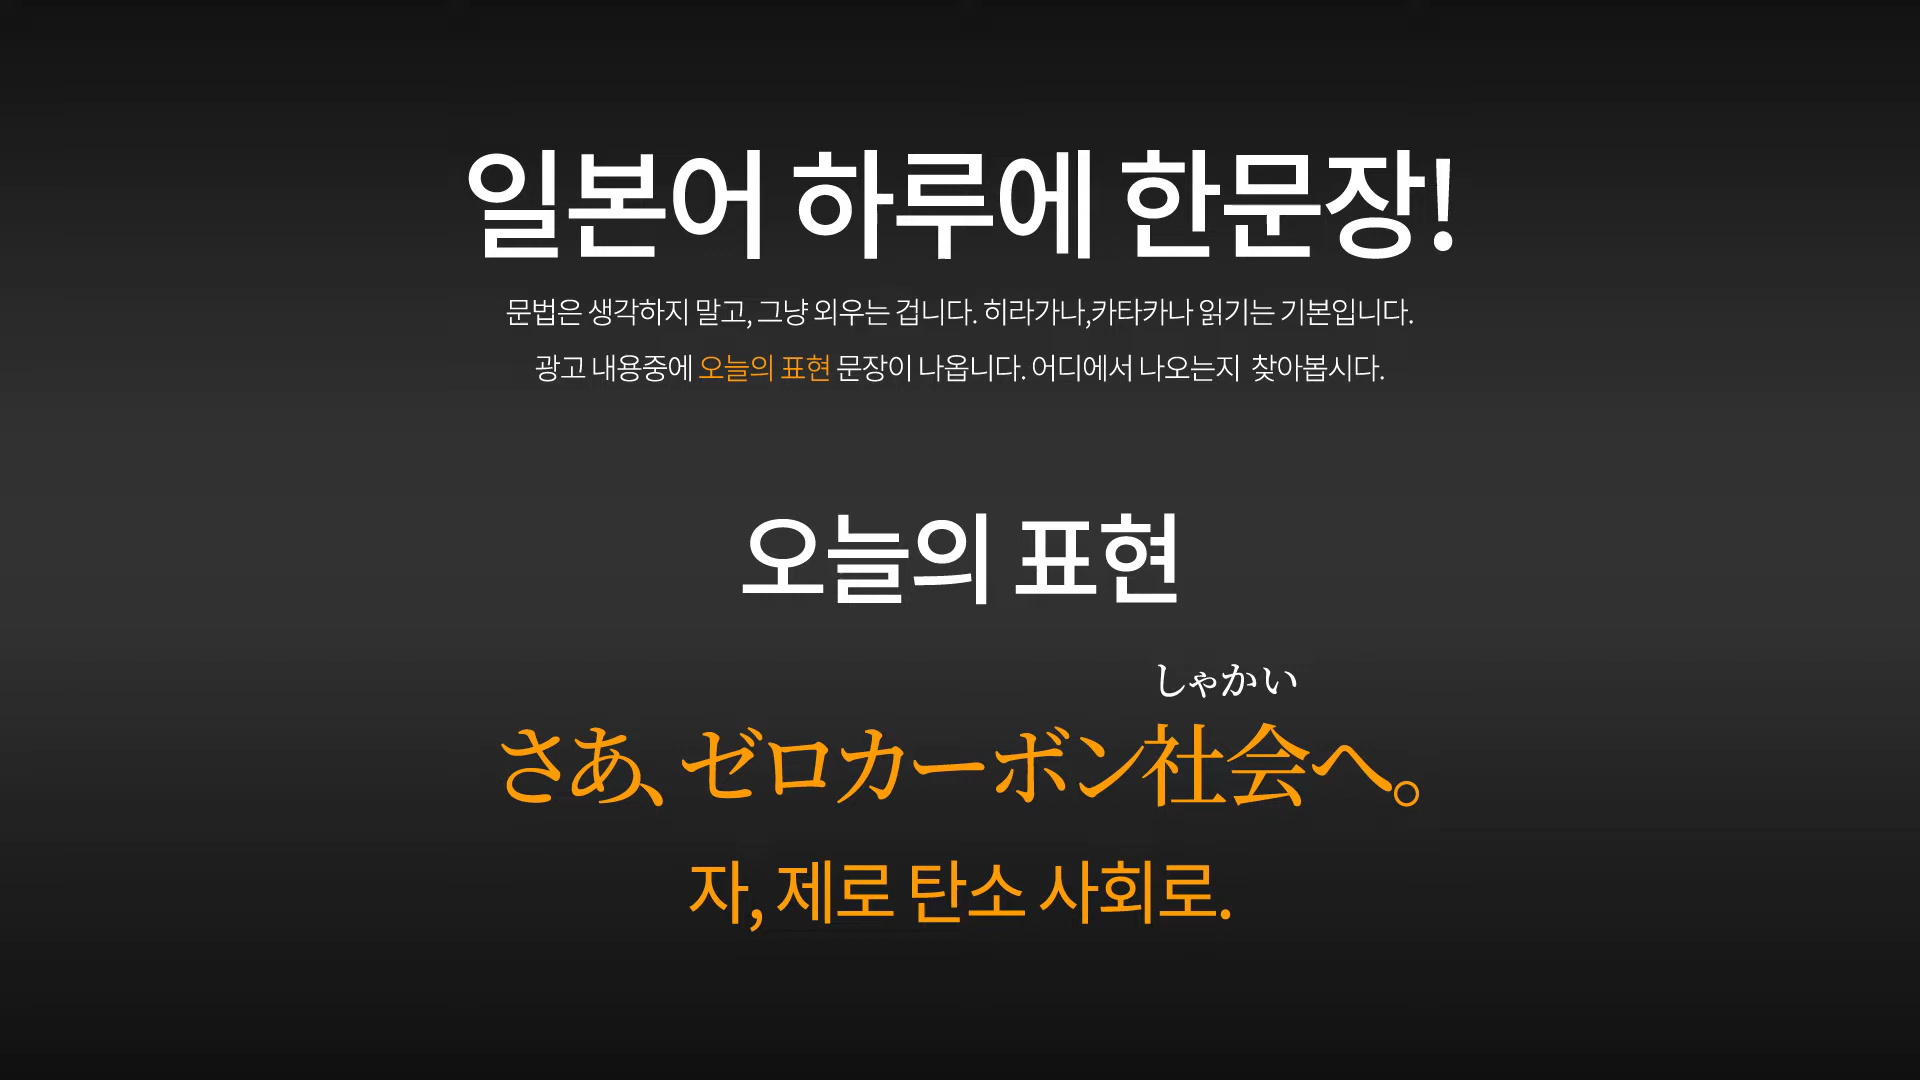 일본어 하루에 한문장!
문법은 생각하지 말고, 그냥 외우는 겁니다. 히라가나,카타카나 읽기는 기본입니다.
광고 내용중에 오늘의 표현 문장이 나옵니다. 어디에서 나오는지 찾아봅시다.
오늘의 표현
しゃかい
さあ、ゼロカーボン社会へ。
자, 제로 탄소 사회로.